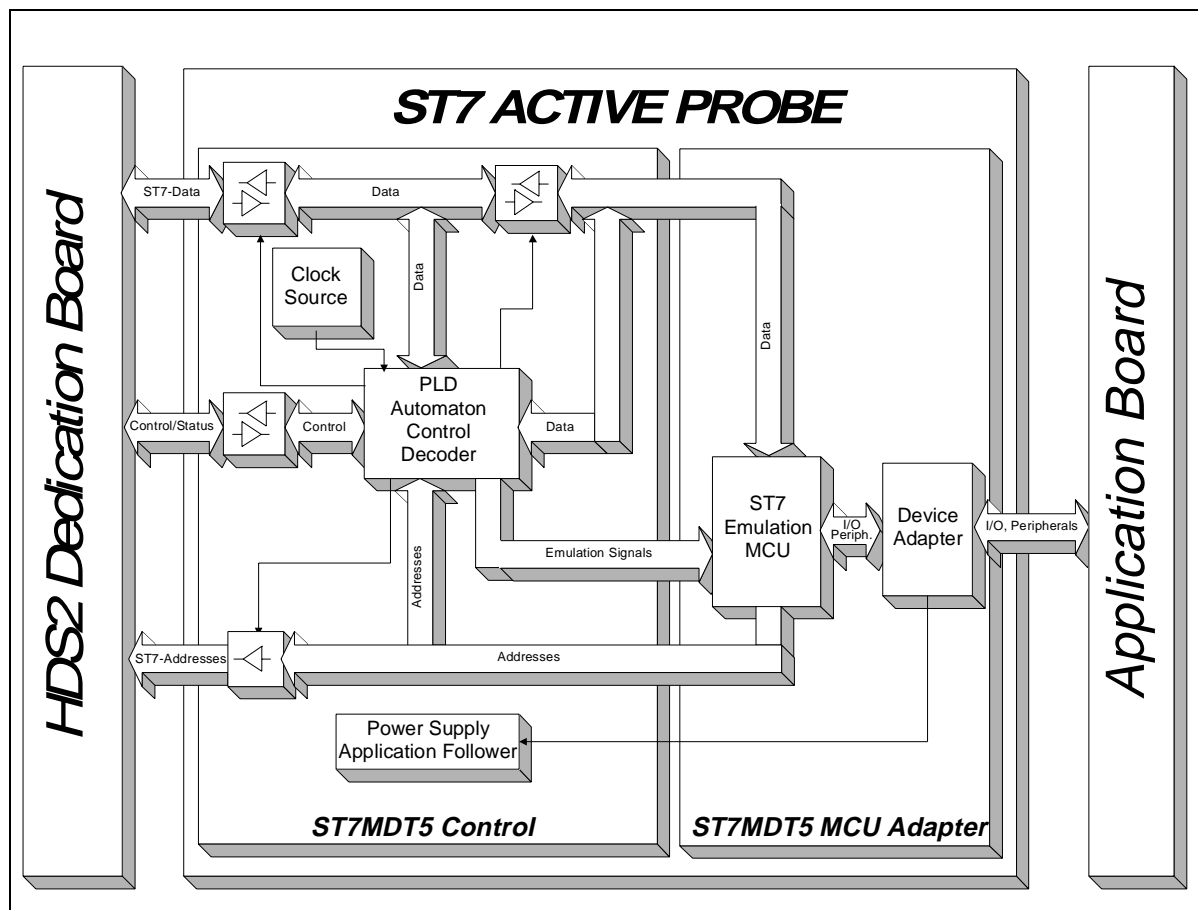 ST7 ACTIVE PROBE
HDS2 Dedication Board
Application Board
ST7-Data
Data
Clock
Source
Data
Data
PLD
Automaton
Control
Decoder
Control/Status
Control
Data
ST7
Emulation
MCU
I/O
Periph.
Device
Adapter
I/O, Peripherals
Emulation Signals
Addresses
ST7-Addresses
Addresses
Power Supply
Application Follower
ST7MDT5 Control
ST7MDT5 MCU Adapter